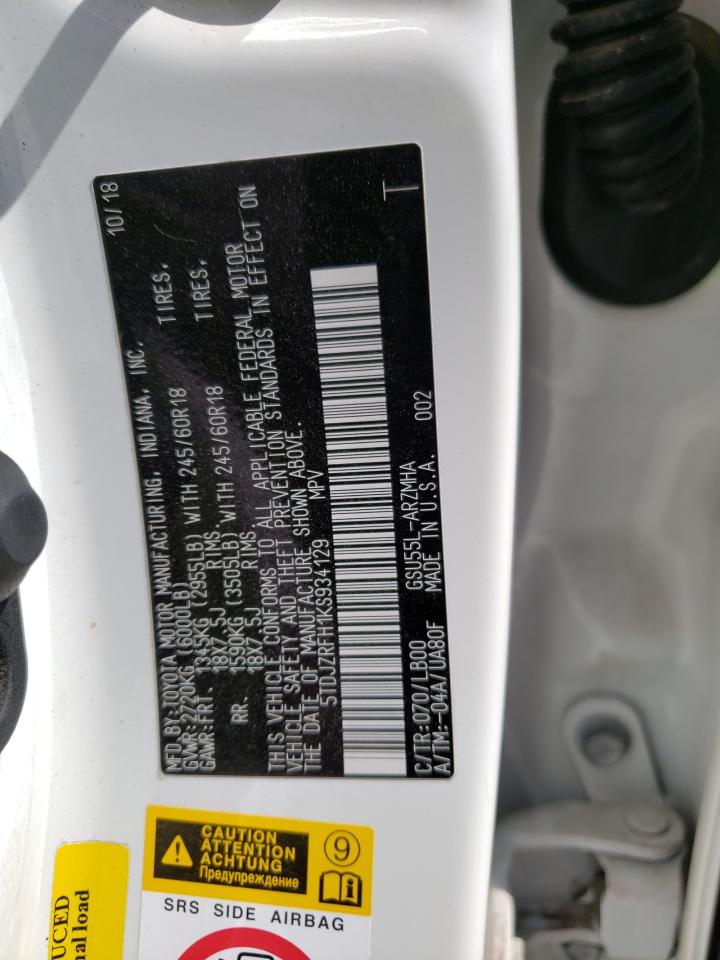 MFD BY:TOYOTA MOTOR MANUFACTURING, INDIANA, INC. 10/18
GVWR:2720KG (6000LB)
GAWR:FRT. 1345KG (2955LB) WITH 245/60R18 TIRES,
18X7.5J RIMS,
RR. 1590KG (3505LB) WITH 245/60R18 TIRES,
18X7.5J RIMS,
THIS VEHICLE CONFORMS TO ALL APPLICABLE FEDERAL MOTOR
VEHICLE SAFETY AND THEFT PREVENTION STANDARDS IN EFFECT ON
THE DATE OF MANUFACTURE SHOWN ABOVE.
5TDJZRFH1KS934129 MPV
C/TR:070/LB00 GSU55L-ARZMHA
A/TM:-04A/UA80F MADE IN U.S.A. 002 T
CAUTION
ATTENTION
ACHTUNG
Предупреждение
9
i
SRS SIDE AIRBAG
UCED
nal load